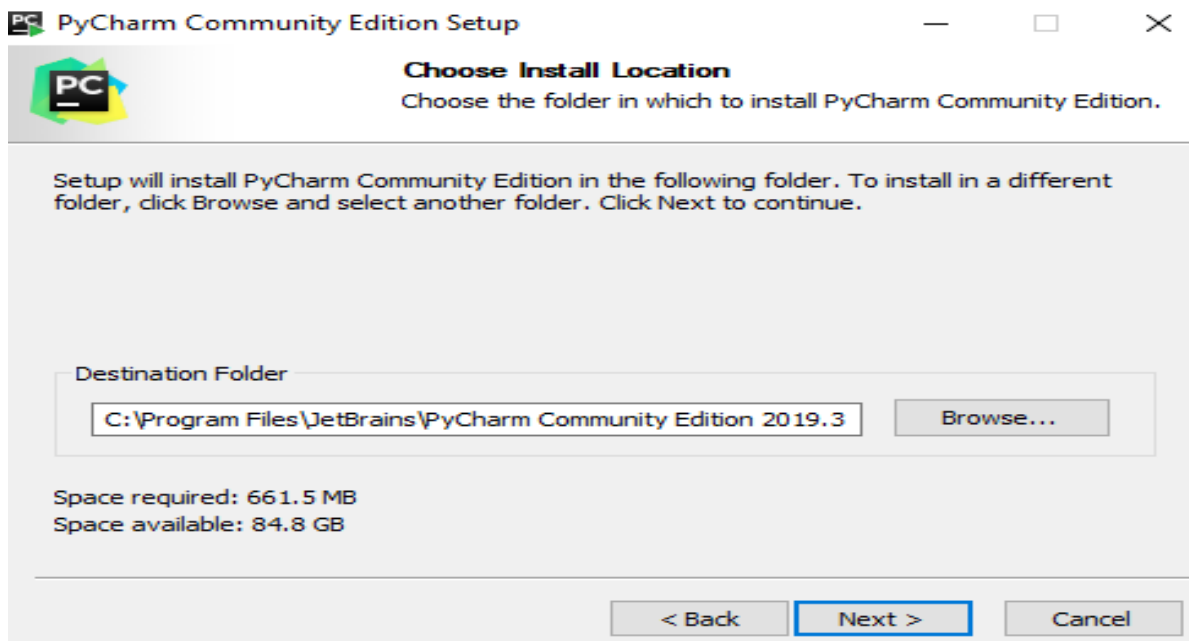 PyCharm Community Edition Setup
PC
Choose Install Location
Choose the folder in which to install PyCharm Community Edition.
Setup will install PyCharm Community Edition in the following folder. To install in a different
folder, click Browse and select another folder. Click Next to continue.
Destination Folder
C:\Program Files\JetBrains\PyCharm Community Edition 2019.3
Browse...
Space required: 661.5 MB
Space available: 84.8 GB
< Back
Next >
Cancel